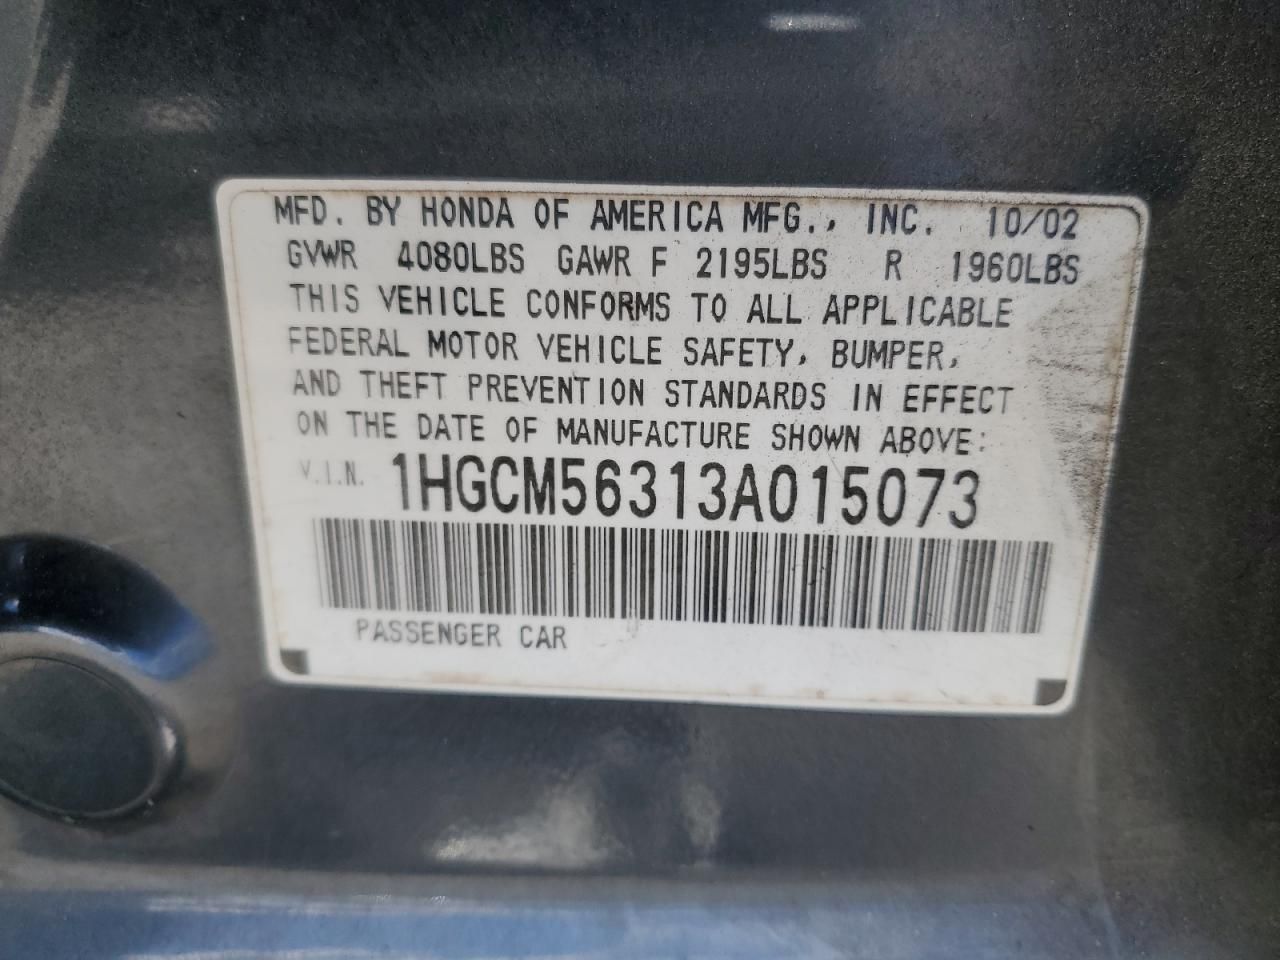 MFD. BY HONDA OF AMERICA MFG., INC. 10/02
GVWR 4080LBS GAWR F 2195LBS R 1960LBS
THIS VEHICLE CONFORMS TO ALL APPLICABLE
FEDERAL MOTOR VEHICLE SAFETY, BUMPER,
AND THEFT PREVENTION STANDARDS IN EFFECT
ON THE DATE OF MANUFACTURE SHOWN ABOVE:
V.I.N. 1HGCM56313A015073
PASSENGER CAR